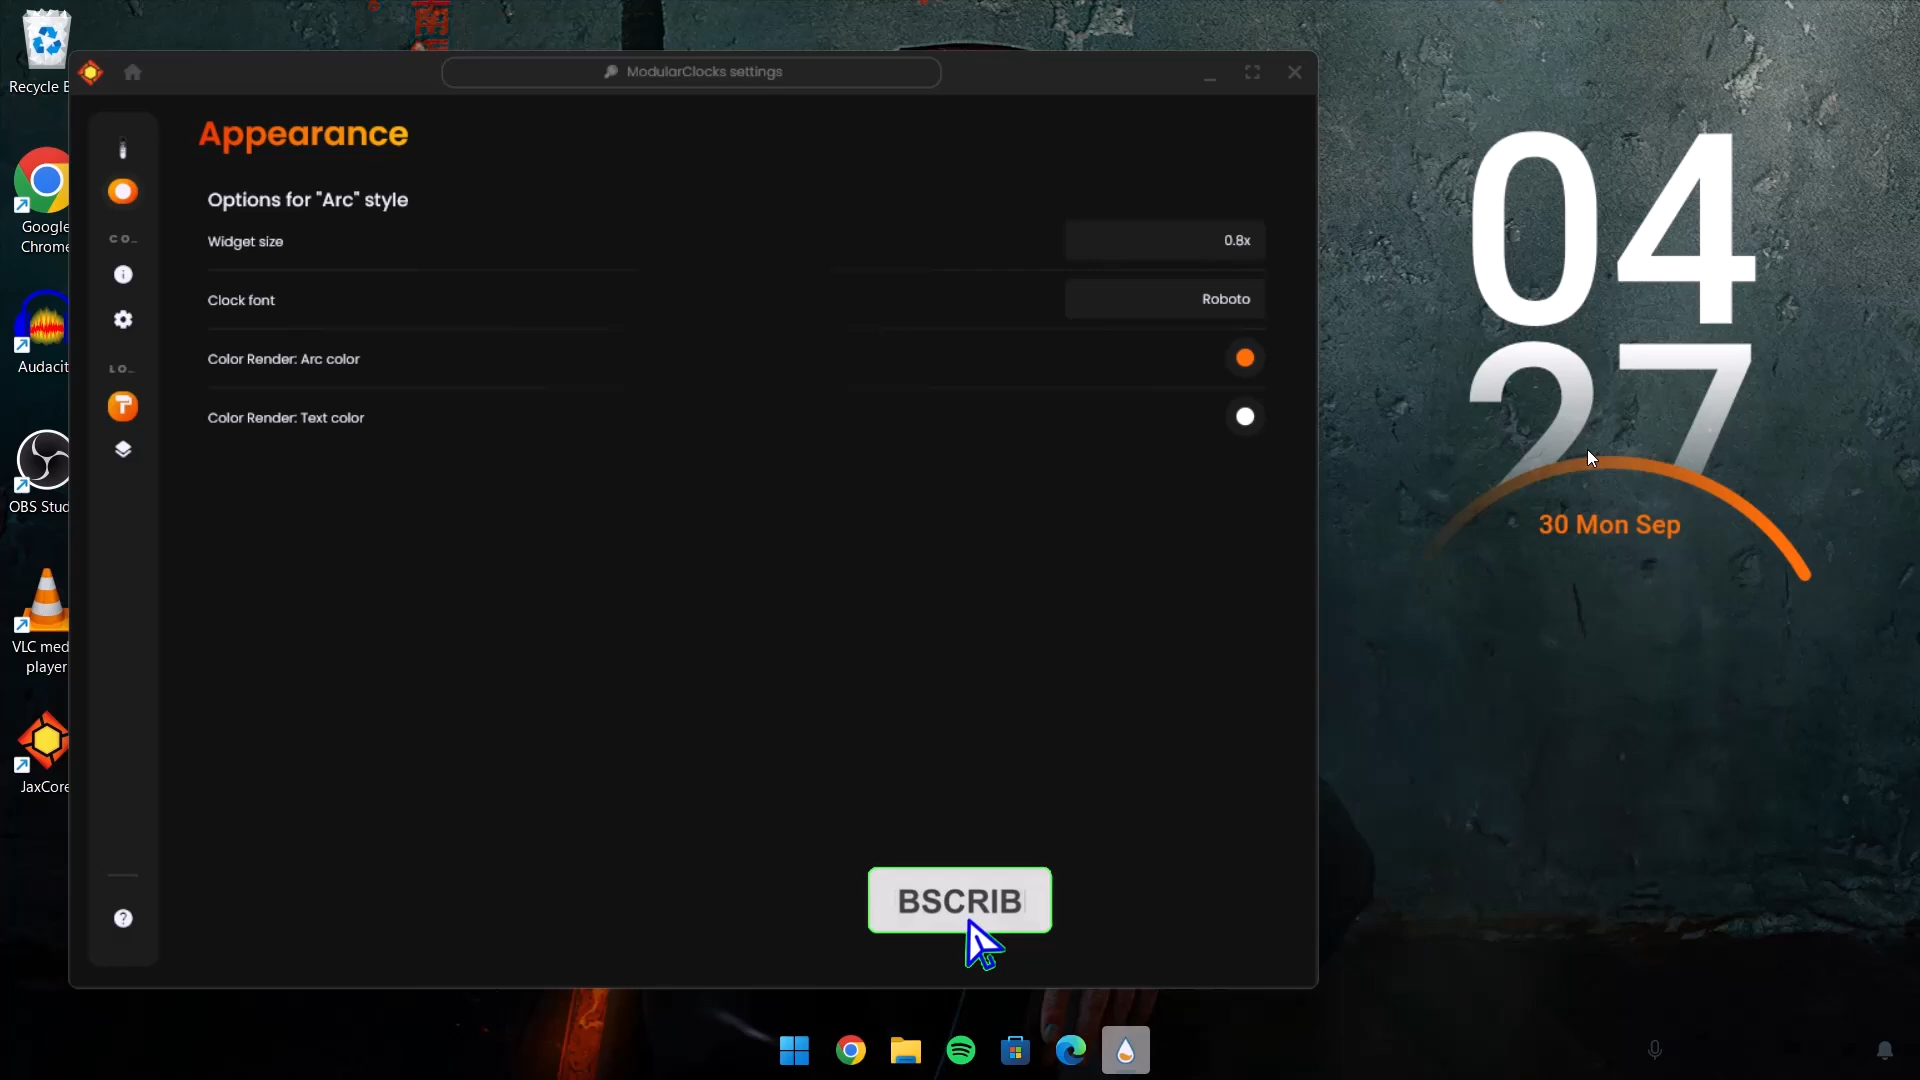 Recycle B
ModularClocks settings
Appearance
Options for "Arc" style
Widget size
0.8x
Clock font
Roboto
Color Render: Arc color
Color Render: Text color
C O ...
L O ...
Google
Chrome
Audacit
OBS Stud
VLC med
player
JaxCore
04
27
30 Mon Sep
BSCRIB